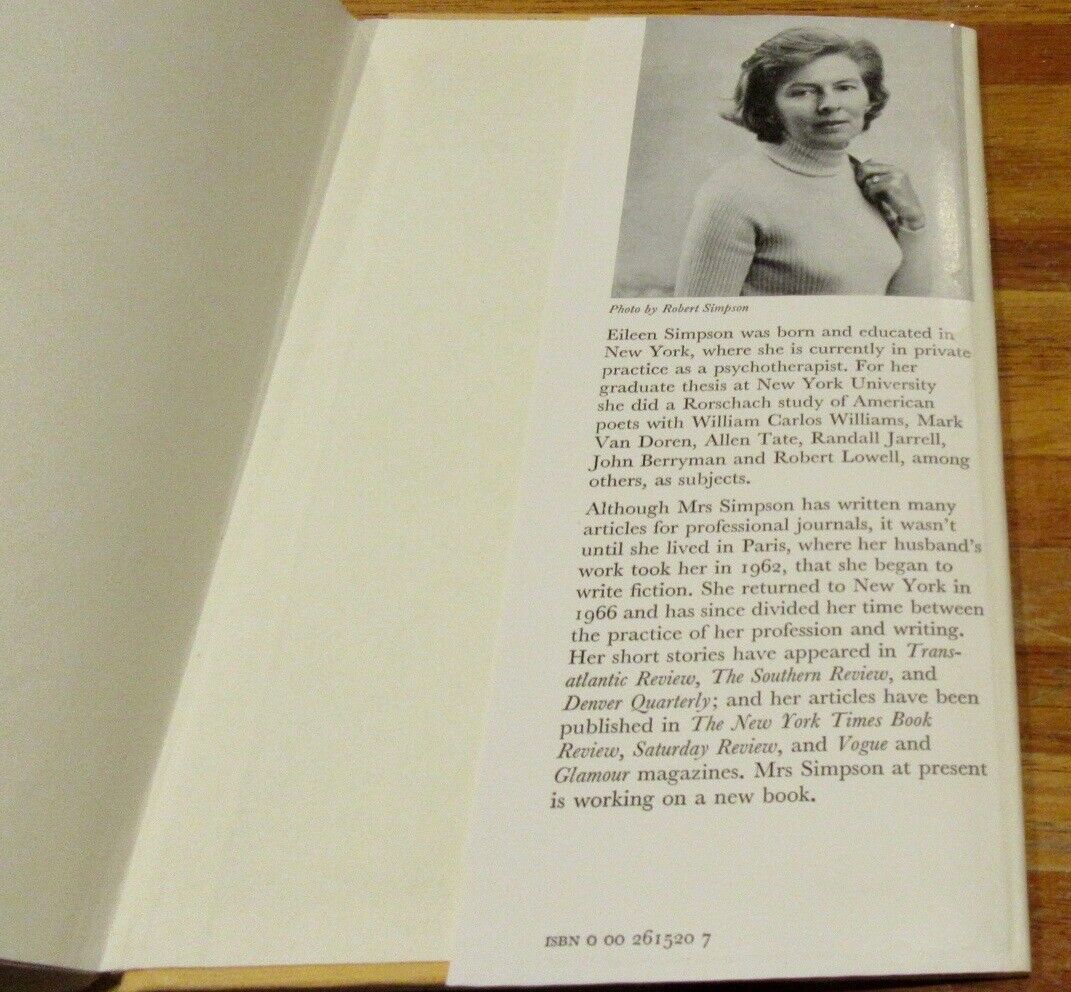 Photo by Robert Simpson
Eileen Simpson was born and educated in
New York, where she is currently in private
practice as a psychotherapist. For her
graduate thesis at New York University
she did a Rorschach study of American
poets with William Carlos Williams, Mark
Van Doren, Allen Tate, Randall Jarrell,
John Berryman and Robert Lowell, among
others, as subjects.
Although Mrs Simpson has written many
articles for professional journals, it wasn't
until she lived in Paris, where her husband's
work took her in 1962, that she began to
write fiction. She returned to New York in
1966 and has since divided her time between
the practice of her profession and writing.
Her short stories have appeared in Trans-
atlantic Review, The Southern Review, and
Denver Quarterly; and her articles have been
published in The New York Times Book
Review, Saturday Review, and Vogue and
Glamour magazines. Mrs Simpson at present
is working on a new book.
ISBN 0 00 261520 7